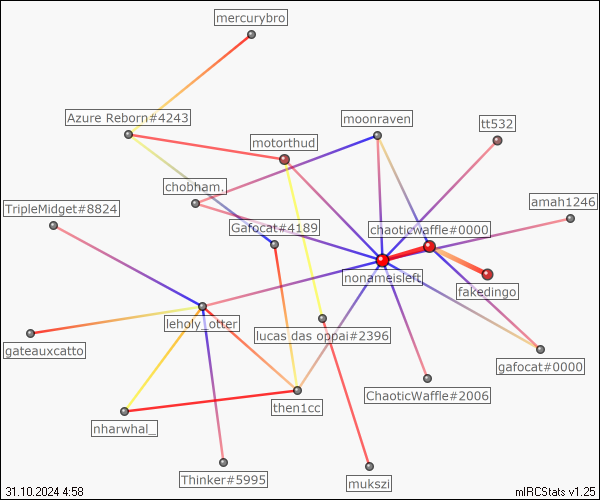 mercurybro
Azure Reborn#4243
moonraven
tt532
motorthud
chobham.
TripleMidget#8824
amah1246
Gafocat#4189
chaoticwaffle#0000
nonameisleft
fakedingo
leholy_otter
lucas das oppai#2396
gateauxcatto
gafocat#0000
ChaoticWaffle#2006
then1cc
nharwhal_
Thinker#5995
mukszi
31.10.2024 4:58
mIRCStats v1.25